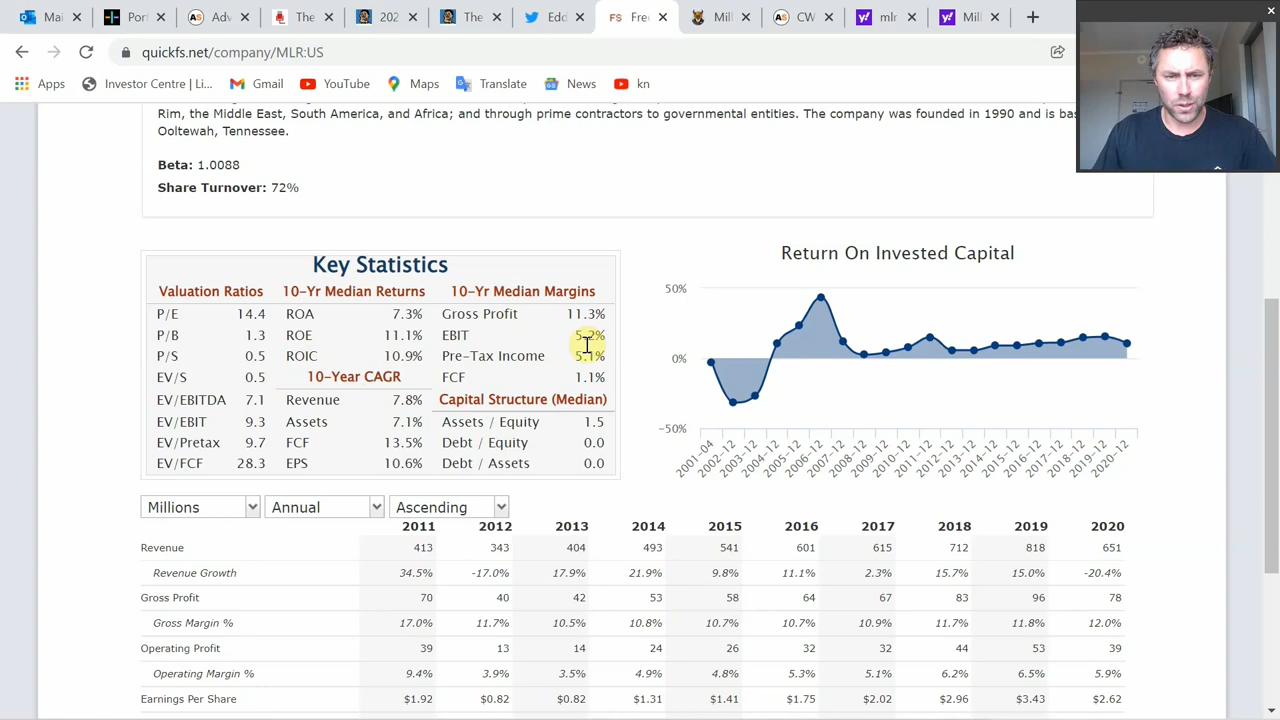 Mai
Port
Adv
The
202
The
Edd
FS Fre
Mill
CW
mlr
Mill
quickfs.net/company/MLR:US
Apps
Investor Centre | Li...
Gmail
YouTube
Maps
Translate
News
kn
Rim, the Middle East, South America, and Africa; and through prime contractors to governmental entities. The company was founded in 1990 and is bas
Ooltewah, Tennessee.
Beta: 1.0088
Share Turnover: 72%
Key Statistics
Valuation Ratios 10-Yr Median Returns 10-Yr Median Margins
P/E 14.4 ROA 7.3% Gross Profit 11.3%
P/B 1.3 ROE 11.1% EBIT 5.2%
P/S 0.5 ROIC 10.9% Pre-Tax Income 5.1%
EV/S 0.5 10-Year CAGR FCF 1.1%
EV/EBITDA 7.1 Revenue 7.8% Capital Structure (Median)
EV/EBIT 9.3 Assets 7.1% Assets / Equity 1.5
EV/Pretax 9.7 FCF 13.5% Debt / Equity 0.0
EV/FCF 28.3 EPS 10.6% Debt / Assets 0.0
Return On Invested Capital
50%
0%
-50%
2001-04 2002-12 2003-12 2004-12 2005-12 2006-12 2007-12 2008-12 2009-12 2010-12 2011-12 2012-12 2013-12 2014-12 2015-12 2016-12 2017-12 2018-12 2019-12 2020-12
Millions Annual Ascending
2011 2012 2013 2014 2015 2016 2017 2018 2019 2020
Revenue 413 343 404 493 541 601 615 712 818 651
Revenue Growth 34.5% -17.0% 17.9% 21.9% 9.8% 11.1% 2.3% 15.7% 15.0% -20.4%
Gross Profit 70 40 42 53 58 64 67 83 96 78
Gross Margin % 17.0% 11.7% 10.5% 10.8% 10.7% 10.7% 10.9% 11.7% 11.8% 12.0%
Operating Profit 39 13 14 24 26 32 32 44 53 39
Operating Margin % 9.4% 3.9% 3.5% 4.9% 4.8% 5.3% 5.1% 6.2% 6.5% 5.9%
Earnings Per Share $1.92 $0.82 $0.82 $1.31 $1.41 $1.75 $2.02 $2.96 $3.43 $2.62